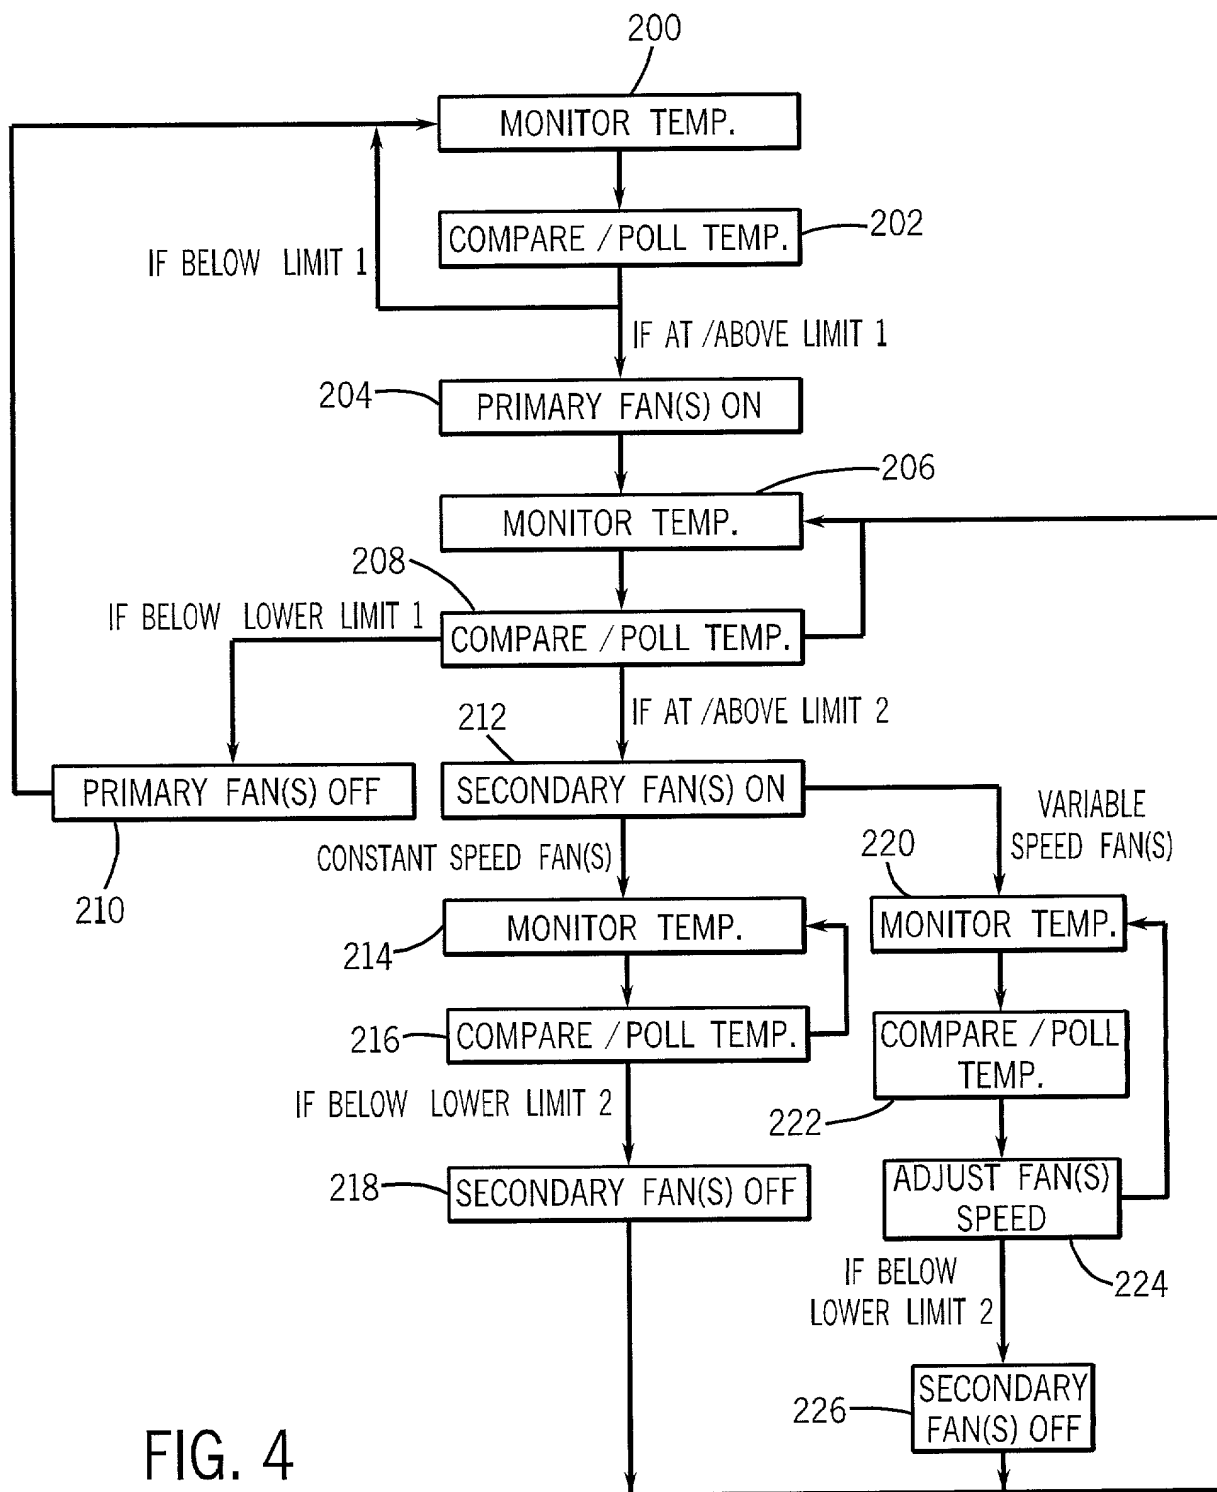 200
MONITOR TEMP.
COMPARE / POLL TEMP.
202
IF BELOW LIMIT 1
IF AT / ABOVE LIMIT 1
204
PRIMARY FAN(S) ON
206
MONITOR TEMP.
208
IF BELOW LOWER LIMIT 1
COMPARE / POLL TEMP.
IF AT / ABOVE LIMIT 2
212
PRIMARY FAN(S) OFF
SECONDARY FAN(S) ON
210
CONSTANT SPEED FAN(S)
VARIABLE
SPEED FAN(S)
220
214
MONITOR TEMP.
MONITOR TEMP.
216
COMPARE / POLL TEMP.
COMPARE / POLL
TEMP.
222
IF BELOW LOWER LIMIT 2
218
SECONDARY FAN(S) OFF
ADJUST FAN(S)
SPEED
224
IF BELOW
LOWER LIMIT 2
226
SECONDARY
FAN(S) OFF
FIG. 4